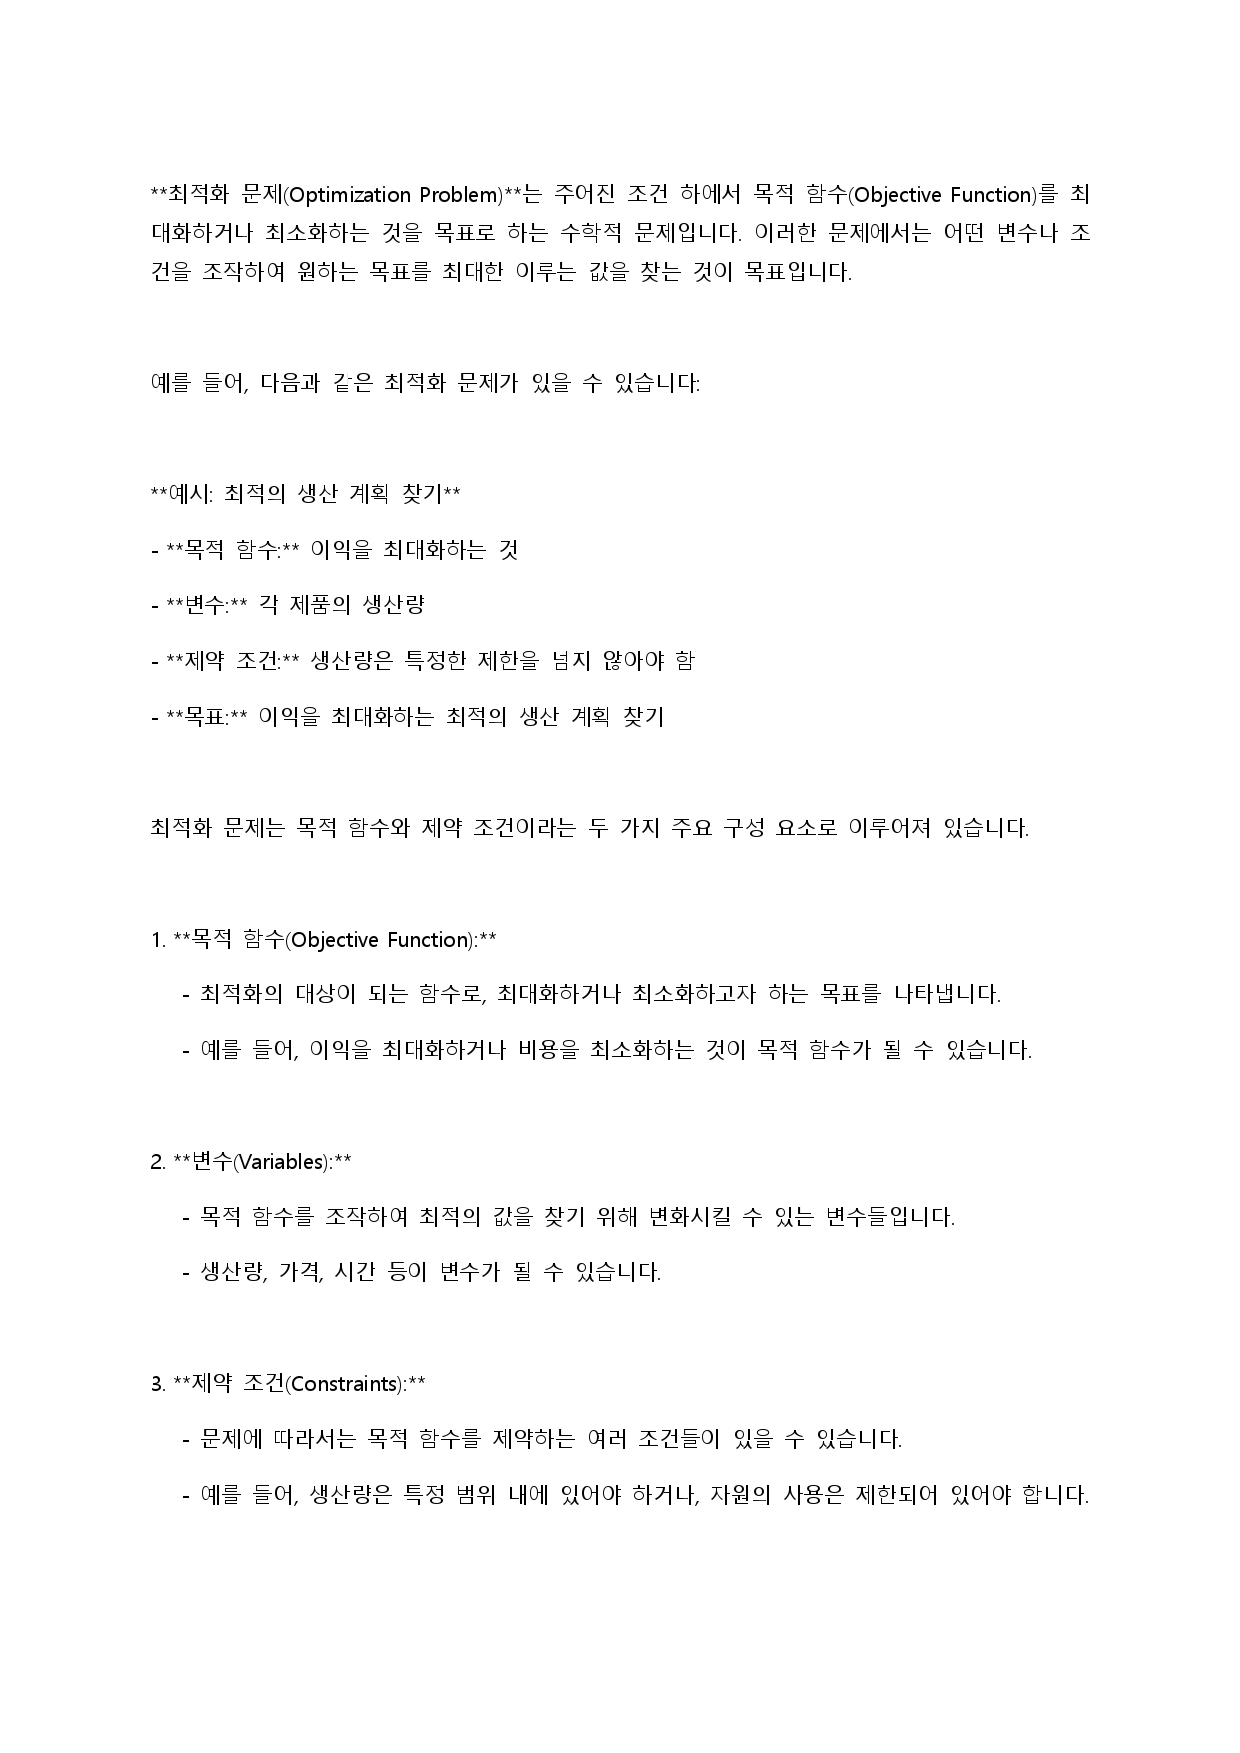 **최적화 문제(Optimization Problem)**는 주어진 조건 하에서 목적 함수(Objective Function)를 최
대화하거나 최소화하는 것을 목표로 하는 수학적 문제입니다. 이러한 문제에서는 어떤 변수나 조
건을 조작하여 원하는 목표를 최대한 이루는 값을 찾는 것이 목표입니다.
예를 들어, 다음과 같은 최적화 문제가 있을 수 있습니다:
**예시: 최적의 생산 계획 찾기**
- **목적 함수:** 이익을 최대화하는 것
- **변수:** 각 제품의 생산량
- **제약 조건:** 생산량은 특정한 제한을 넘지 않아야 함
- **목표:** 이익을 최대화하는 최적의 생산 계획 찾기
최적화 문제는 목적 함수와 제약 조건이라는 두 가지 주요 구성 요소로 이루어져 있습니다.
1. **목적 함수(Objective Function):**
- 최적화의 대상이 되는 함수로, 최대화하거나 최소화하고자 하는 목표를 나타냅니다.
- 예를 들어, 이익을 최대화하거나 비용을 최소화하는 것이 목적 함수가 될 수 있습니다.
2. **변수(Variables):**
- 목적 함수를 조작하여 최적의 값을 찾기 위해 변화시킬 수 있는 변수들입니다.
- 생산량, 가격, 시간 등이 변수가 될 수 있습니다.
3. **제약 조건(Constraints):**
- 문제에 따라서는 목적 함수를 제약하는 여러 조건들이 있을 수 있습니다.
- 예를 들어, 생산량은 특정 범위 내에 있어야 하거나, 자원의 사용은 제한되어 있어야 합니다.